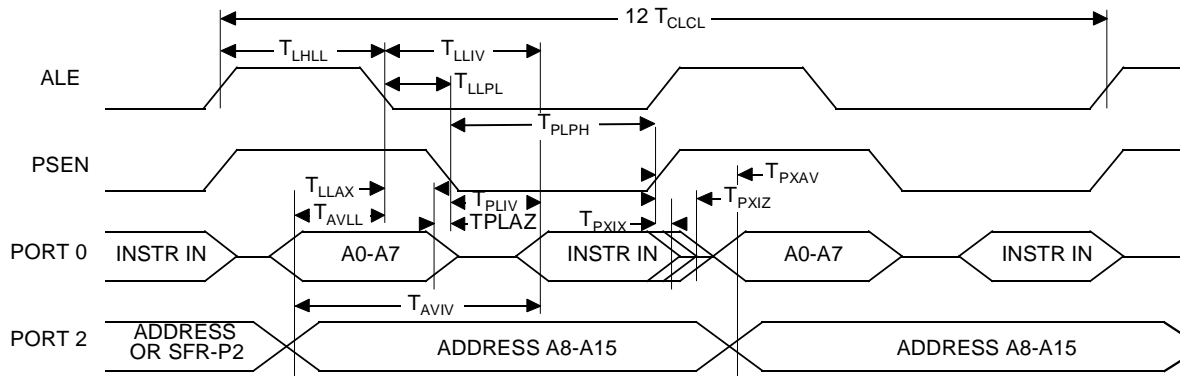 12 TCLCL
TLHLL TLLIV
ALE
TLLPL
TPLPH
PSEN
TLLAX TPXAV
TPLIV TPXIZ
TAVLL TPLAZ TPXIX
PORT 0 INSTR IN A0-A7 INSTR IN A0-A7 INSTR IN
TAVIV
PORT 2 ADDRESS OR SFR-P2 ADDRESS A8-A15 ADDRESS A8-A15